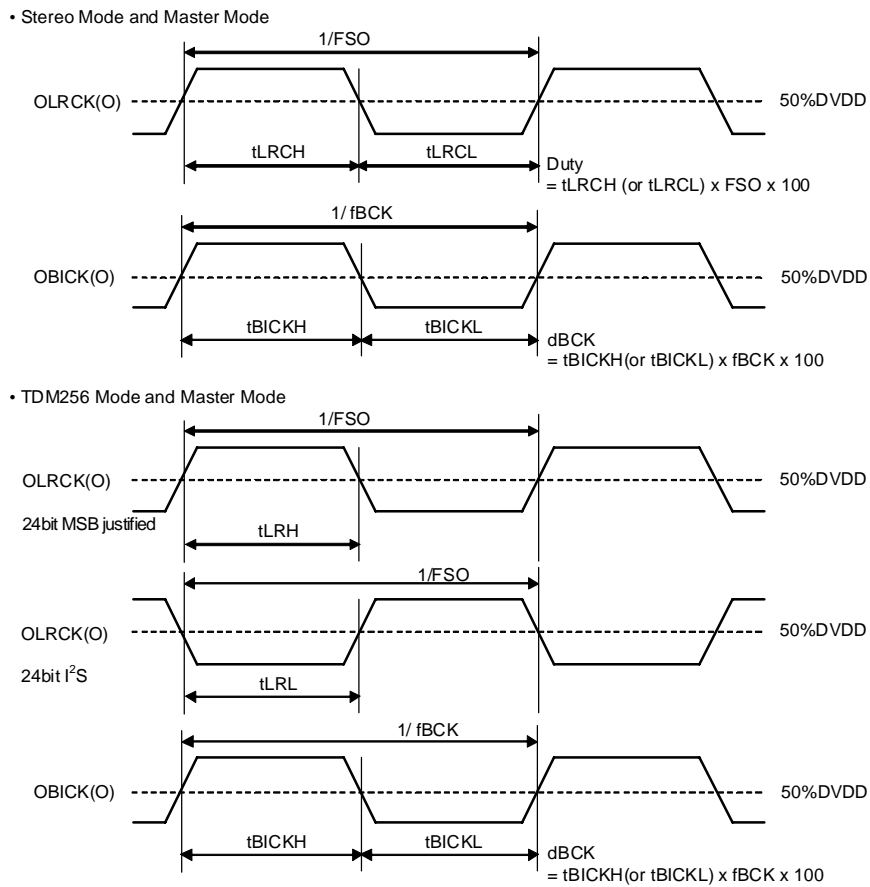 • Stereo Mode and Master Mode
1/FSO
OLRCK(O)
50%DVDD
tLRCH
tLRCL
Duty
= tLRCH (or tLRCL) x FSO x 100
1/ fBCK
OBICK(O)
50%DVDD
tBICKH
tBICKL
dBCK
= tBICKH(or tBICKL) x fBCK x 100
• TDM256 Mode and Master Mode
1/FSO
OLRCK(O)
50%DVDD
24bit MSB justified
tLRH
1/FSO
OLRCK(O)
50%DVDD
24bit I²S
tLRL
1/ fBCK
OBICK(O)
50%DVDD
tBICKH
tBICKL
dBCK
= tBICKH(or tBICKL) x fBCK x 100